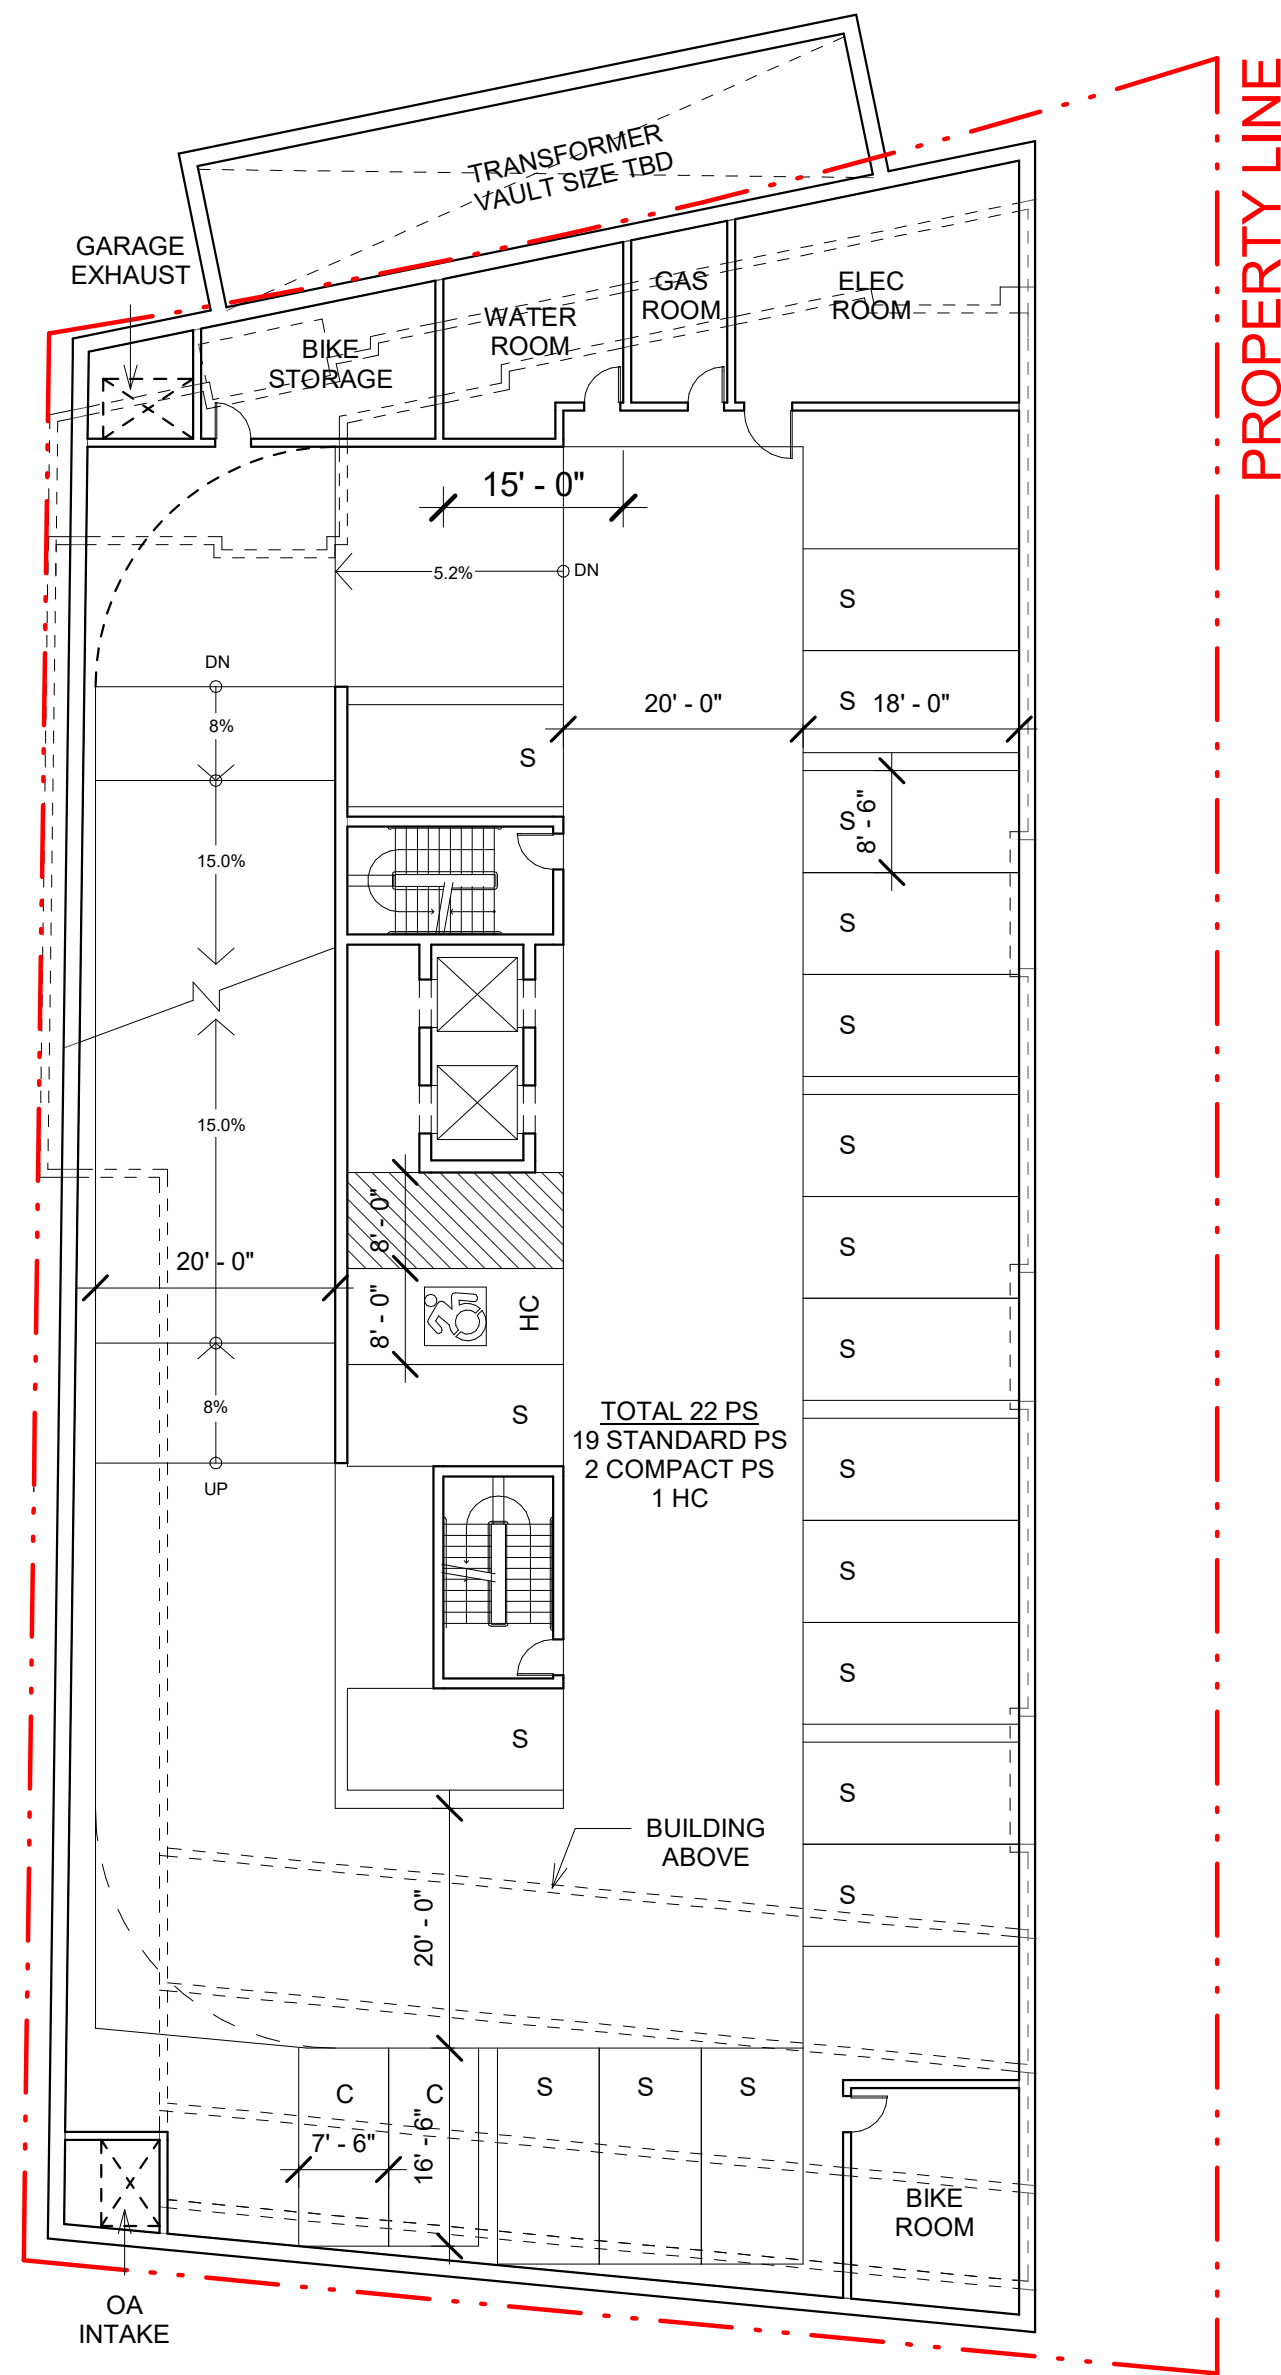 PROPERTY LINE
TRANSFORMER
VAULT SIZE TBD
GARAGE
EXHAUST
GAS
ROOM
ELEC
ROOM
WATER
ROOM
BIKE
STORAGE
15' - 0"
5.2%
DN
S
DN
8%
S
20' - 0"
S
18' - 0"
S
8' - 6"
15.0%
S
S
15.0%
S
8' - 0"
S
20' - 0"
8' - 0"
HC
S
8%
S
TOTAL 22 PS
19 STANDARD PS
2 COMPACT PS
1 HC
S
UP
S
S
S
S
BUILDING
ABOVE
S
20' - 0"
C
C
S
S
S
7' - 6"
16' - 6"
BIKE
ROOM
OA
INTAKE